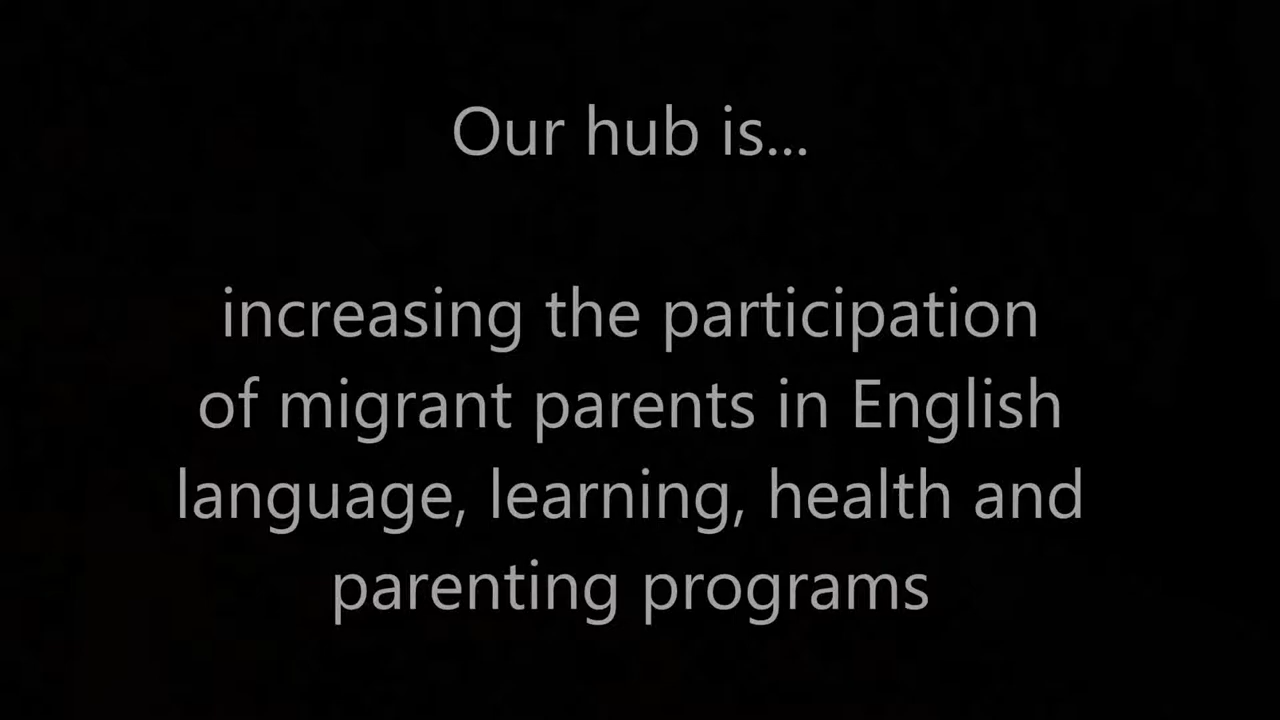 Our hub is...
increasing the participation
of migrant parents in English
language, learning, health and
parenting programs